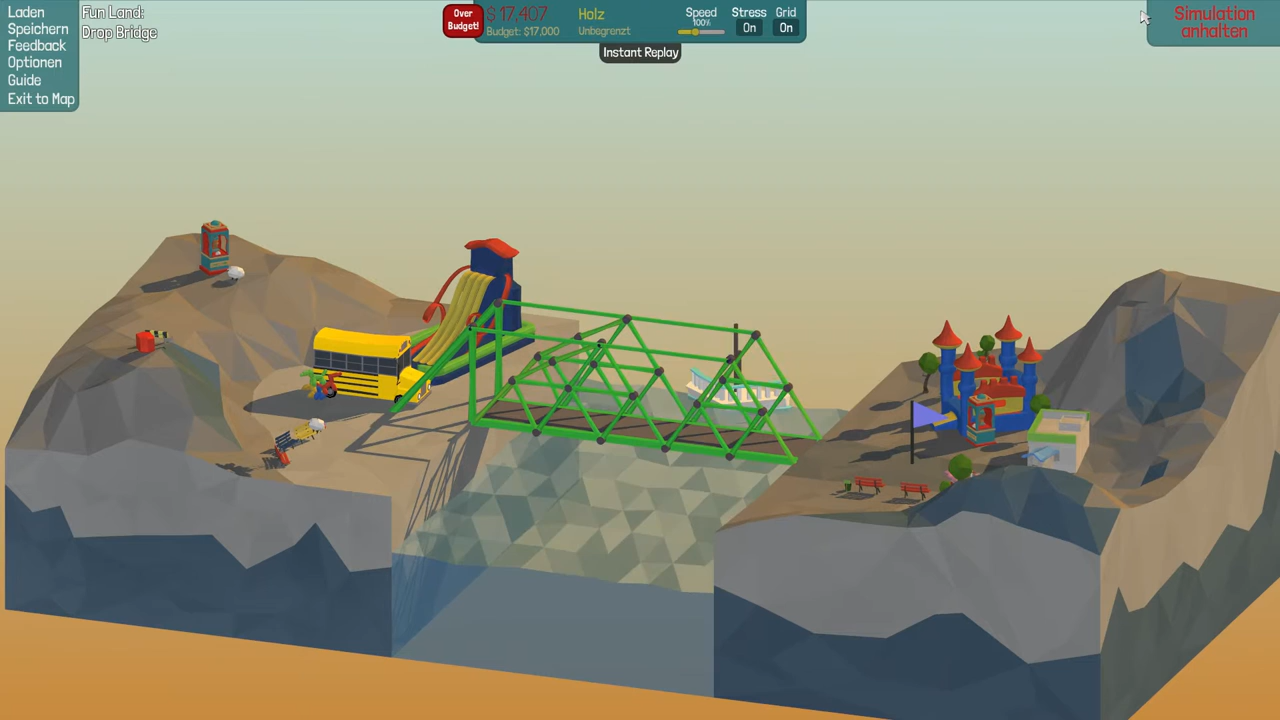 Laden
Speichern
Feedback
Optionen
Guide
Exit to Map
Fun Land:
Drop Bridge
Over
Budget!
$ 17,407
Budget: $17,000
Holz
Unbegrenzt
Speed
100%
Stress
On
Grid
On
Instant Replay
Simulation
anhalten